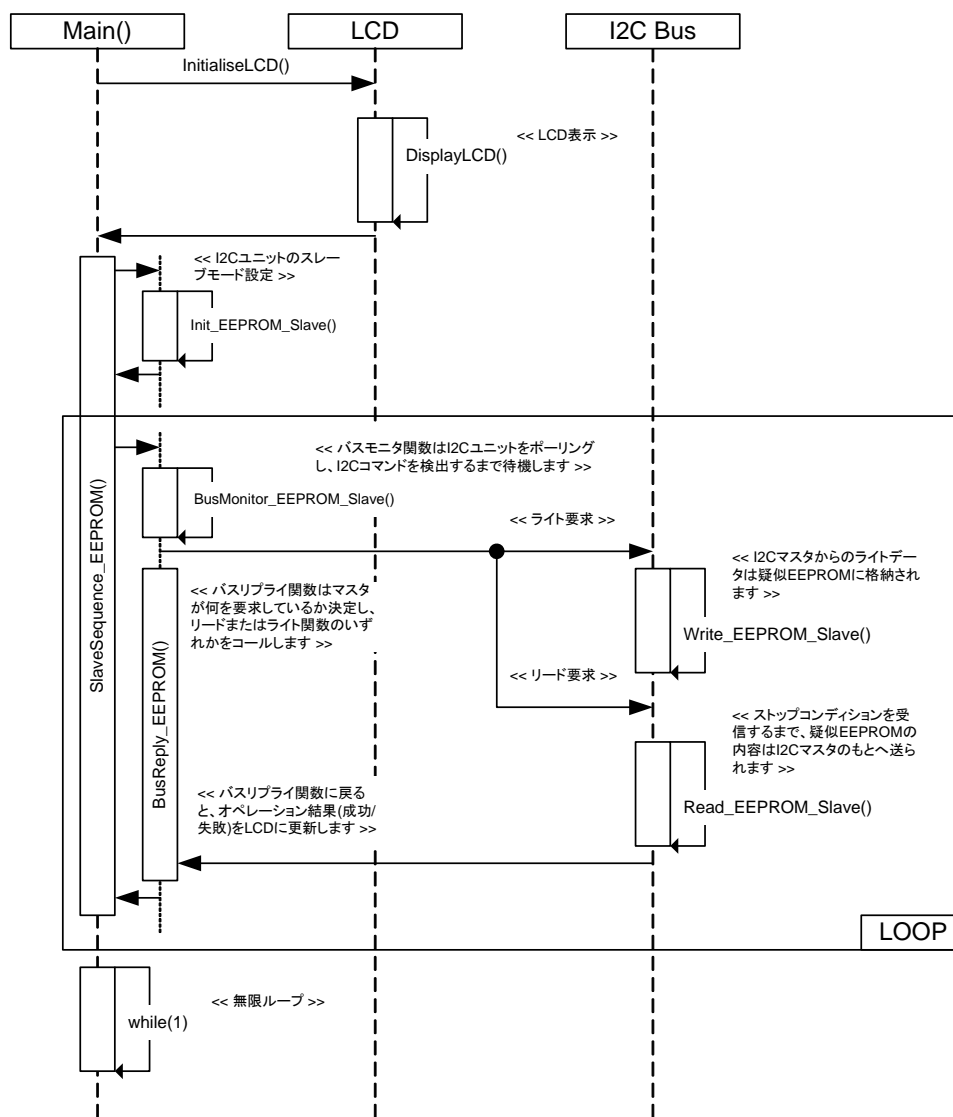 Main()
LCD
I2C Bus
InitialiseLCD()
<< LCD表示 >>
DisplayLCD()
<< I2Cユニットのスレー
ブモード設定 >>
Init_EEPROM_Slave()
SlaveSequence_EEPROM()
<< バスモニタ関数はI2Cユニットをポーリング
し、I2Cコマンドを検出するまで待機します >>
BusMonitor_EEPROM_Slave()
<< ライト要求 >>
<< I2Cマスタからのライトデー
タは疑似EEPROMに格納され
ます >>
Write_EEPROM_Slave()
BusReply_EEPROM()
<< バスリプライ関数はマスタ
が何を要求しているか決定し、
リードまたはライト関数のいず
れかをコールします >>
<< リード要求 >>
<< ストップコンディションを受
信するまで、疑似EEPROMの
内容はI2Cマスタのもとへ送ら
れます >>
Read_EEPROM_Slave()
<< バスリプライ関数に戻る
と、オペレーション結果(成功/
失敗)をLCDに更新します >>
LOOP
<< 無限ループ >>
while(1)